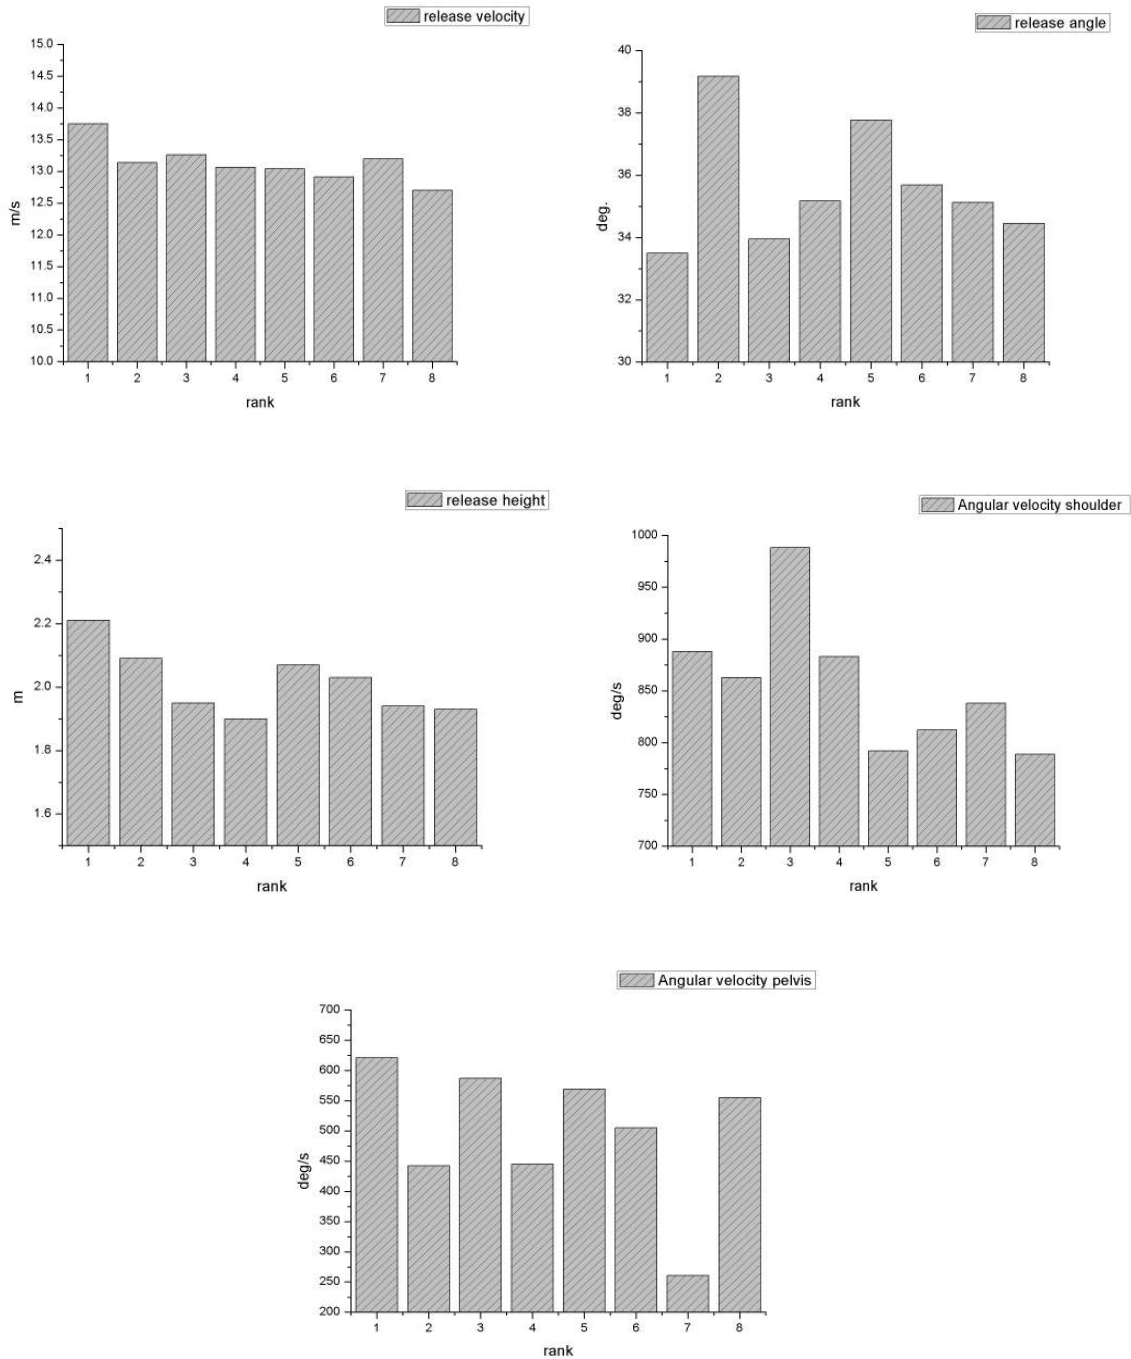 release velocity
15.0
14.5
14.0
13.5
13.0
12.5
12.0
11.5
11.0
10.5
10.0
m/s
1 2 3 4 5 6 7 8
rank
release angle
40
38
36
34
32
30
deg.
1 2 3 4 5 6 7 8
rank
release height
2.4
2.2
2.0
1.8
1.6
m
1 2 3 4 5 6 7 8
rank
Angular velocity shoulder
1000
950
900
850
800
750
700
deg/s
1 2 3 4 5 6 7 8
rank
Angular velocity pelvis
700
650
600
550
500
450
400
350
300
250
200
deg/s
1 2 3 4 5 6 7 8
rank